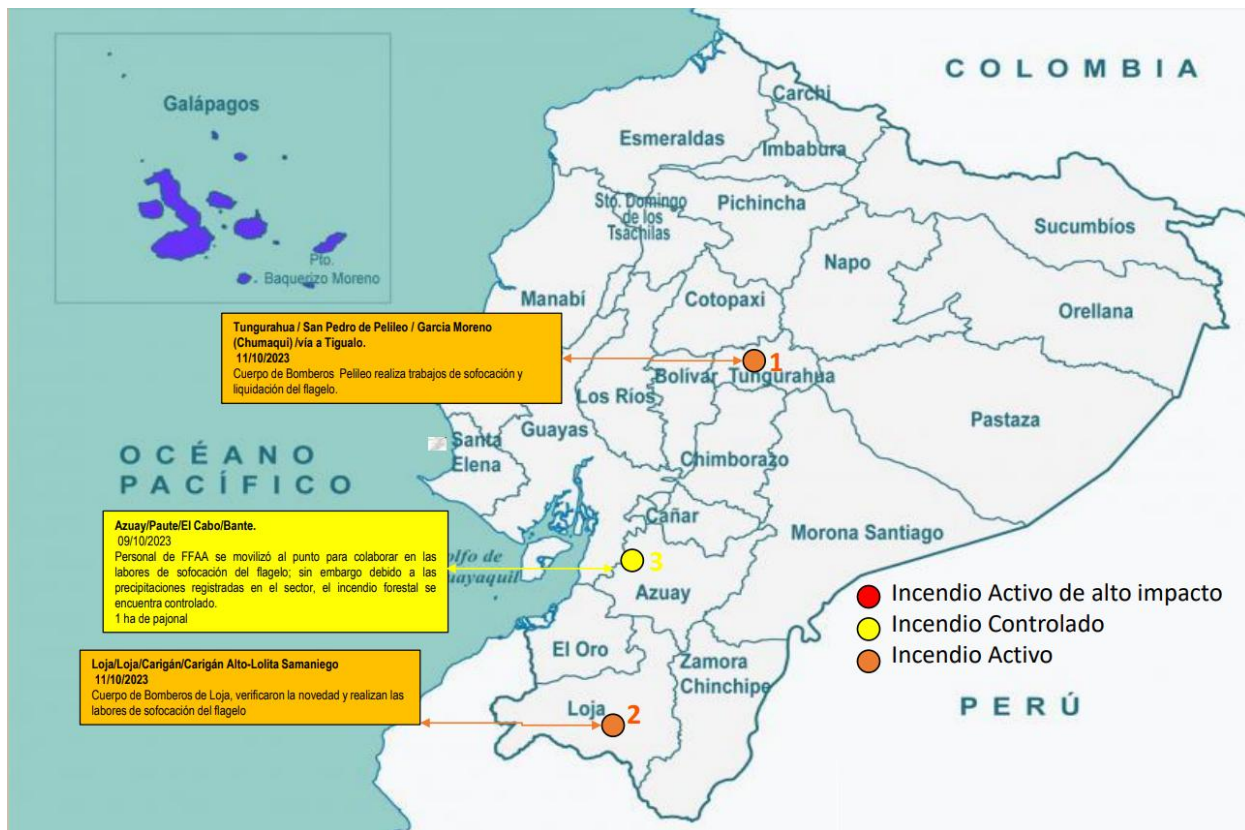 COLOMBIA
Galápagos
Carchi
Esmeraldas
Imbabura
Sto. Domingo
de los
Tsáchilas
Pichincha
Sucumbíos
Pto.
Baquerizo Moreno
Napo
Manabí
Cotopaxi
Orellana
Tungurahua / San Pedro de Pelileo / Garcia Moreno
(Chumaqui) /vía a Tigualo.
11/10/2023
Cuerpo de Bomberos Pelileo realiza trabajos de sofocación y
liquidación del flagelo.
1
Bolívar
Tungurahua
Los Ríos
Pastaza
Guayas
Santa
Elena
Chimborazo
OCÉANO
PACÍFICO
Cañar
Morona Santiago
Azuay/Paute/El Cabo/Bante.
09/10/2023
Personal de FFAA se movilizó al punto para colaborar en las
labores de sofocación del flagelo; sin embargo debido a las
precipitaciones registradas en el sector, el incendio forestal se
encuentra controlado.
1 ha de pajonal
3
Azuay
Incendio Activo de alto impacto
Incendio Controlado
Incendio Activo
El Oro
Zamora
Chinchipe
Loja/Loja/Carigán/Carigán Alto-Lolita Samaniego
11/10/2023
Cuerpo de Bomberos de Loja, verificaron la novedad y realizan las
labores de sofocación del flagelo
Loja
2
PERÚ